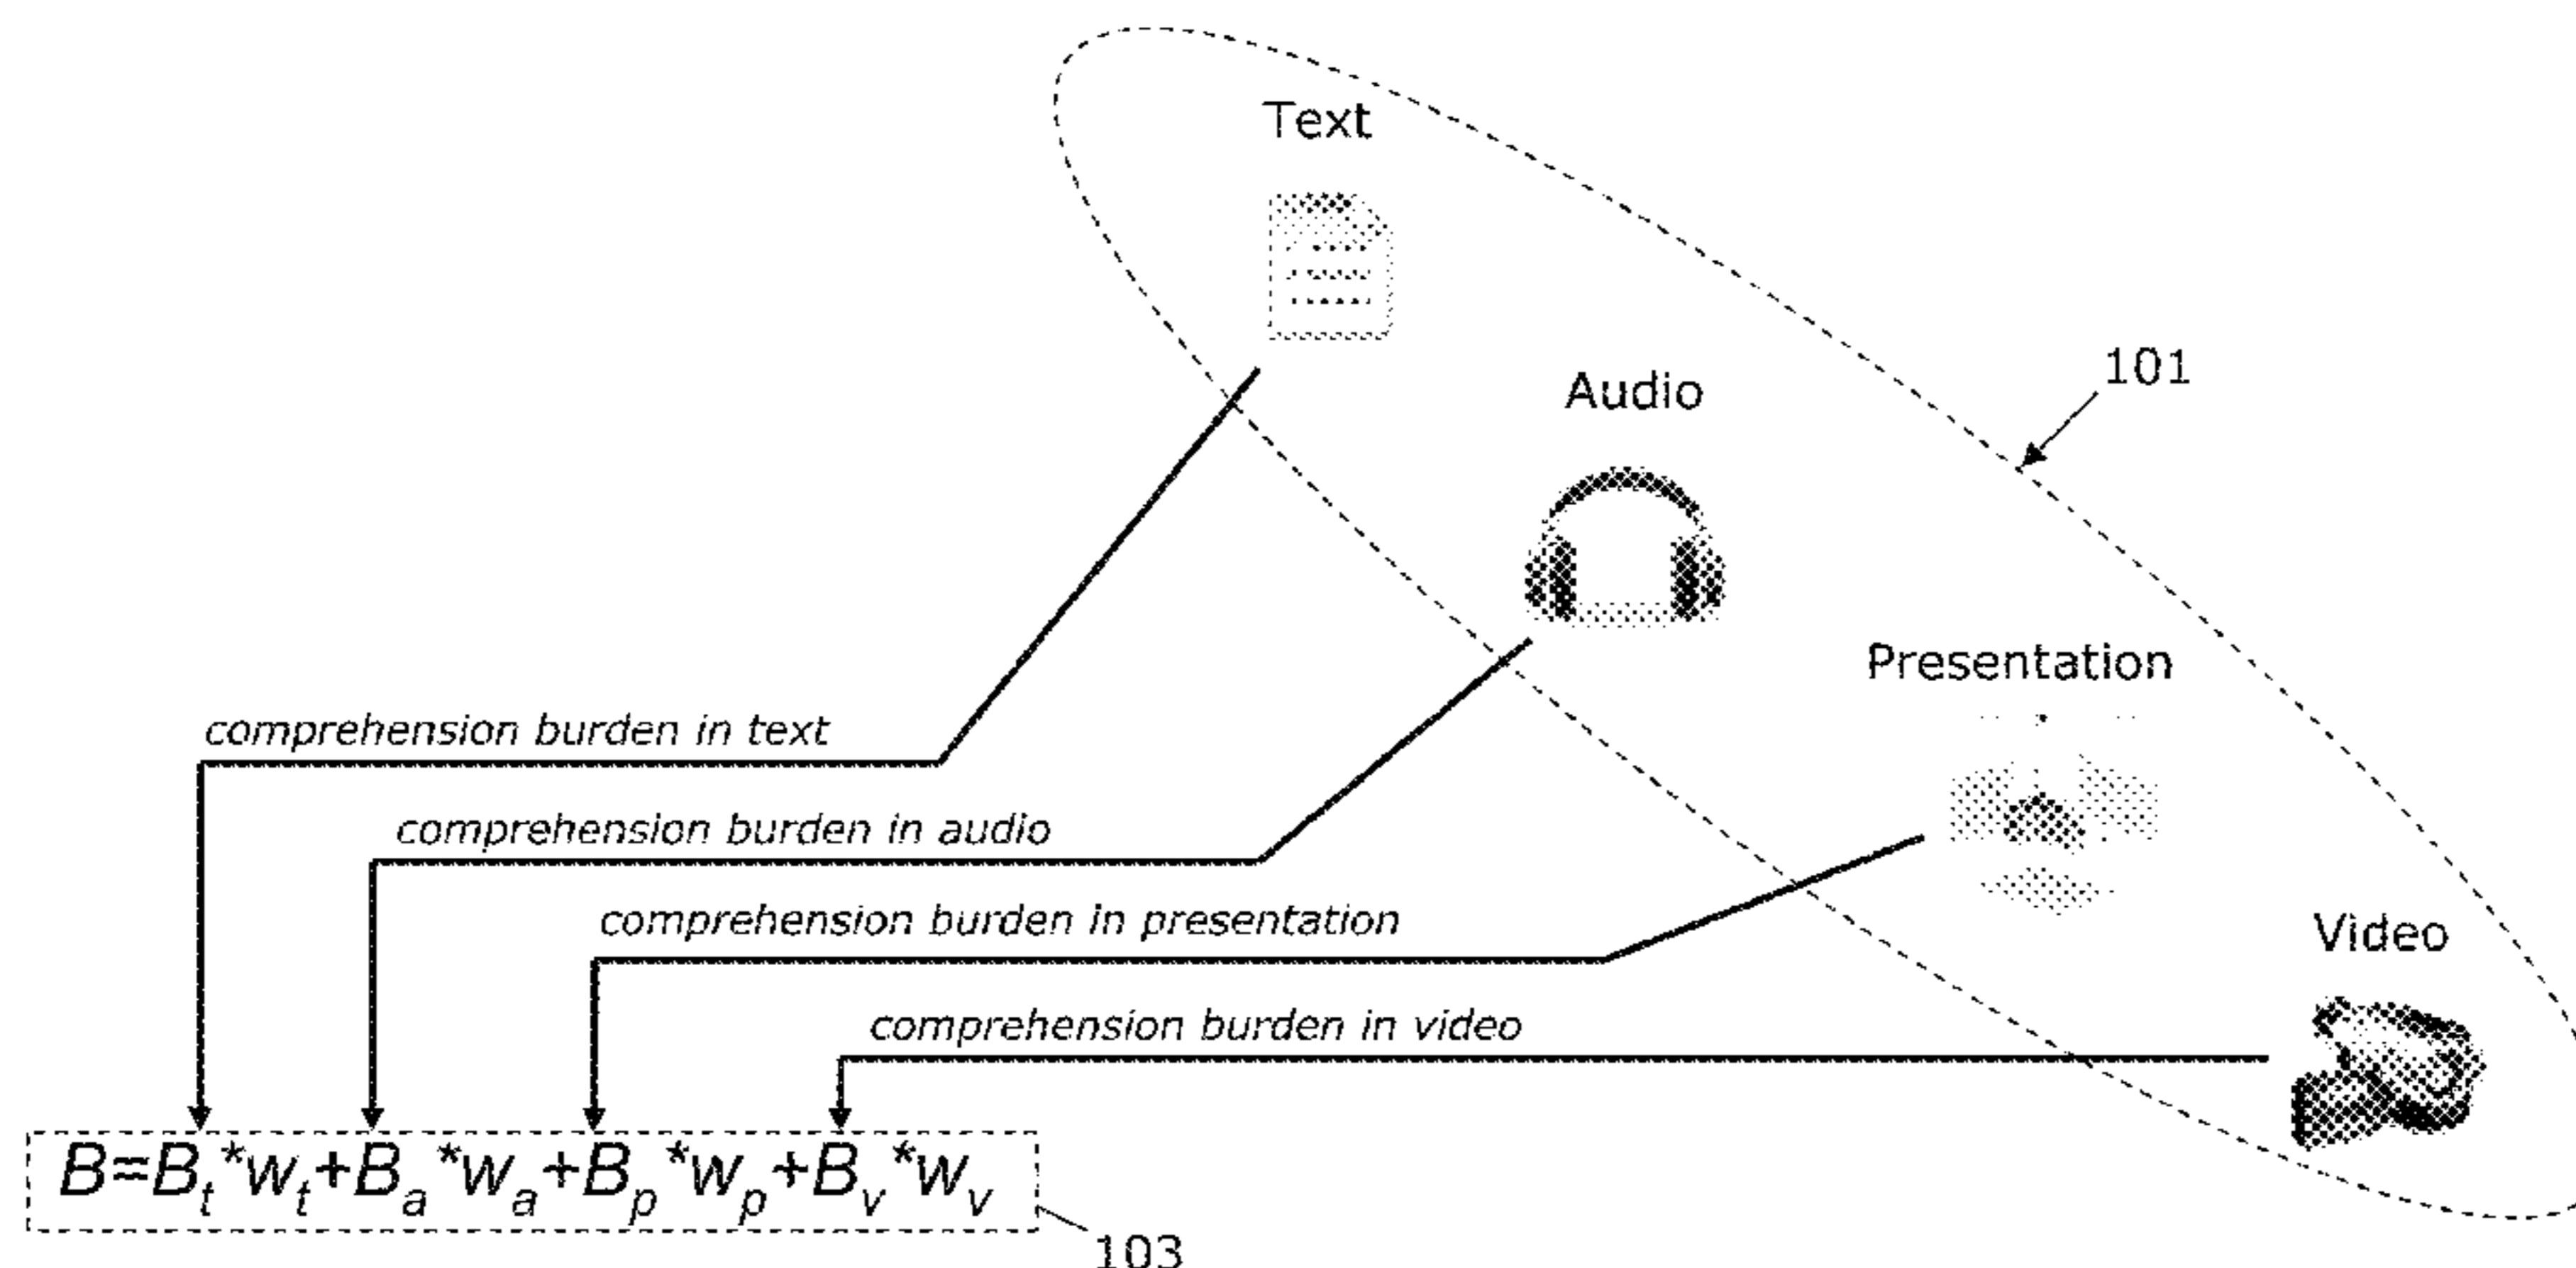 Text
Audio
101
Presentation
comprehension burden in text
comprehension burden in audio
comprehension burden in presentation
Video
comprehension burden in video
B=B_t*w_t+B_a*w_a+B_p*w_p+B_v*w_v
103